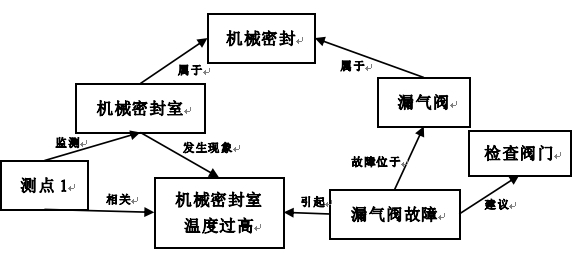 机械密封
属于
属于
机械密封室
漏气阀
监测
发生现象
故障位于
检查阀门
测点1
相关
机械密封室
温度过高
引起
漏气阀故障
建议